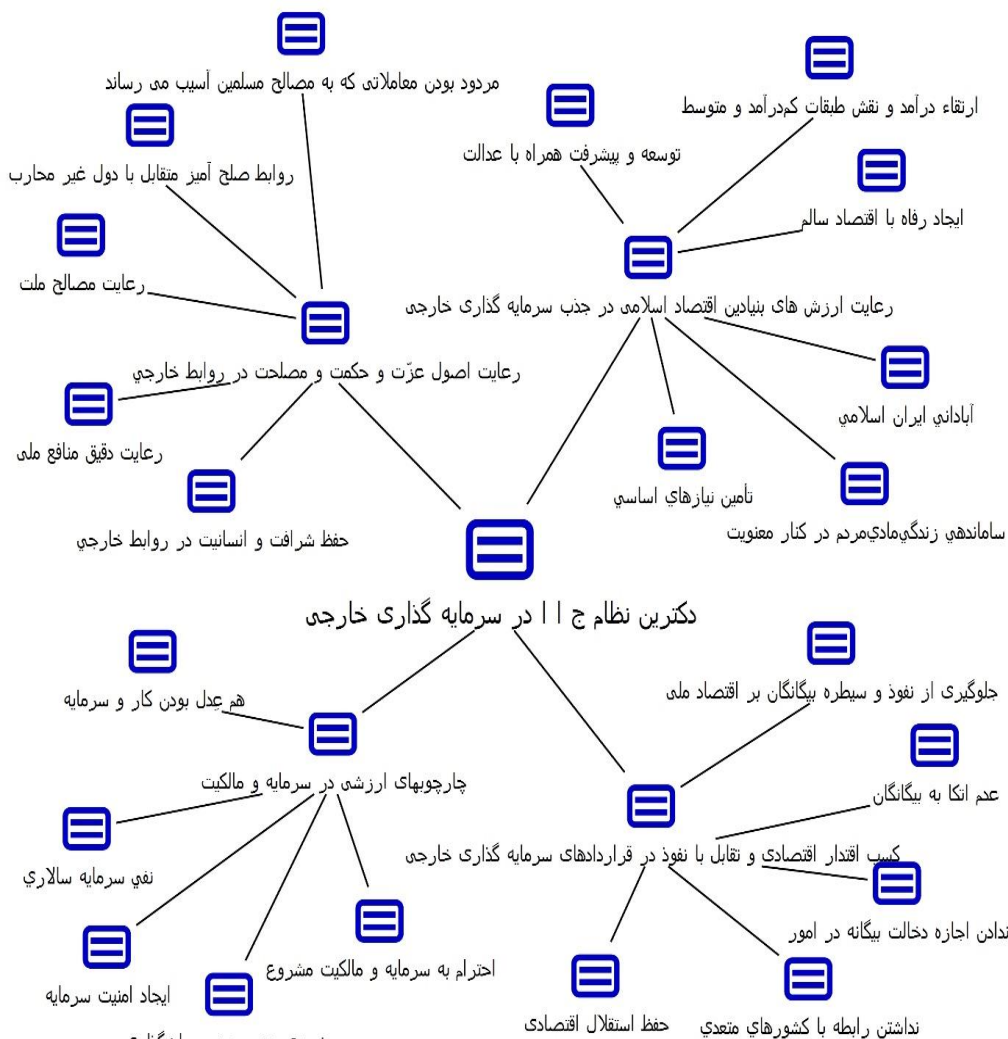 مردود بودن معاملاتی که به مصالح مسلمین آسیب می رساند
ارتقاء درآمد و نقش طبقات کم‌درآمد و متوسط
توسعه و پیشرفت همراه با عدالت
روابط صلح آمیز متقابل با دول غیر محارب
ایجاد رفاه با اقتصاد سالم
رعایت مصالح ملت
رعایت ارزش های بنیادین اقتصاد اسلامی در جذب سرمایه گذاری خارجی
رعایت اصول عزّت و حکمت و مصلحت در روابط خارجي
آباداني ایران اسلامي
رعایت دقیق منافع ملی
تأمین نیازهاي اساسي
ساماندهي زندگي‌مادي‌مردم در کنار معنویت
حفظ شرافت و انسانیت در روابط خارجي
دکترین نظام ج ا ا در سرمایه گذاری خارجی
هم عِدل بودن کار و سرمایه
جلوگیری از نفوذ و سیطره بیگانگان بر اقتصاد ملی
چارچوبهای ارزشی در سرمایه و مالکیت
عدم اتکا به بیگانگان
کسب اقتدار اقتصادی و تقابل با نفوذ در قراردادهای سرمایه گذاری خارجی
نفي سرمایه سالاري
ندادن اجازه دخالت بیگانه در امور
احترام به سرمایه و مالکیت مشروع
ایجاد امنیت سرمایه
حفظ استقلال اقتصادی
نداشتن رابطه با کشورهاي متعدي